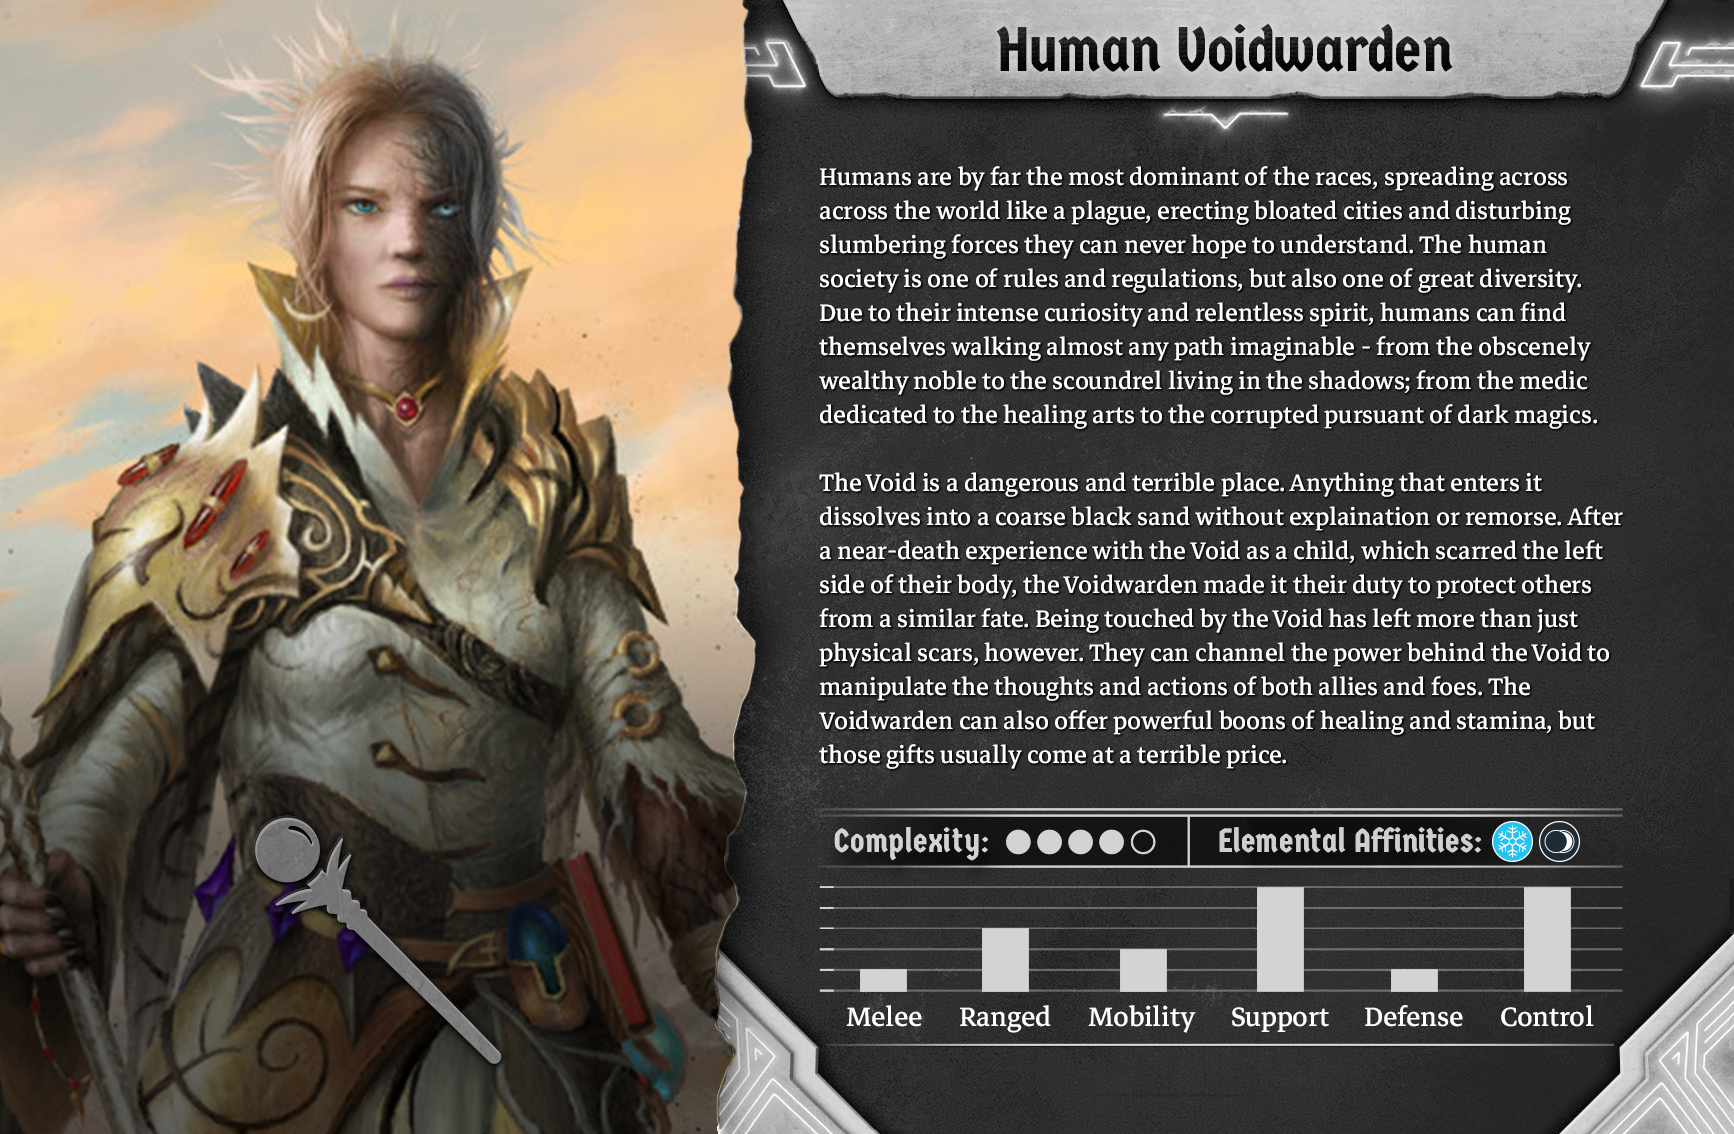 Human Voidwarden
Humans are by far the most dominant of the races, spreading across
across the world like a plague, erecting bloated cities and disturbing
slumbering forces they can never hope to understand. The human
society is one of rules and regulations, but also one of great diversity.
Due to their intense curiosity and relentless spirit, humans can find
themselves walking almost any path imaginable - from the obscenely
wealthy noble to the scoundrel living in the shadows; from the medic
dedicated to the healing arts to the corrupted pursuant of dark magics.
The Void is a dangerous and terrible place. Anything that enters it
dissolves into a coarse black sand without explaination or remorse. After
a near-death experience with the Void as a child, which scarred the left
side of their body, the Voidwarden made it their duty to protect others
from a similar fate. Being touched by the Void has left more than just
physical scars, however. They can channel the power behind the Void to
manipulate the thoughts and actions of both allies and foes. The
Voidwarden can also offer powerful boons of healing and stamina, but
those gifts usually come at a terrible price.
Complexity: Elemental Affinities:
Melee Ranged Mobility Support Defense Control